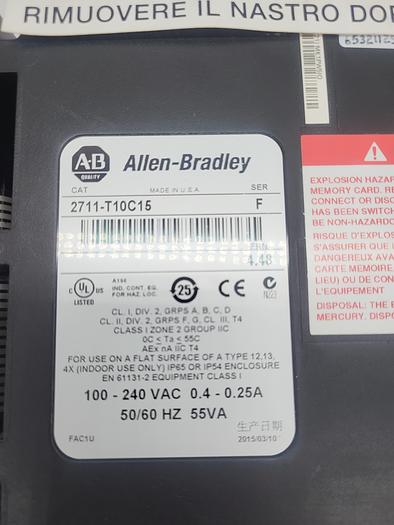 RIMUOVERE IL NASTRO DO
AB
QUALITY
Allen-Bradley
CAT
MADE IN U.S.A.
SER
2711-T10C15
F
FRN
4.48
UL
LISTED
A196
IND. CONT. EQ.
FOR HAZ. LOC.
25
CE
N223
CL I, DIV. 2, GRPS A, B, C, D
CL. II, DIV. 2, GRPS F, G, CL. III, T4
CLASS I ZONE 2 GROUP IIC
0C ≤ Ta ≤ 55C
AEx nA IIC T4
FOR USE ON A FLAT SURFACE OF A TYPE 12,13,
4X (INDOOR USE ONLY) IP65 OR IP54 ENCLOSURE
EN 61131-2 EQUIPMENT CLASS I
100 - 240 VAC 0.4 - 0.25A
50/60 HZ 55VA
生产日期
FAC1U
2015/03/10
EXPLOSION HAZAR
MEMORY CARD. RE
CONNECT OR DISC
HAS BEEN SWITCH
BE NON-HAZARDO
RISQUE D'EXPLOS
S'ASSURER QUE
DANGEREUX AVA
CARTE MEMOIRE,
LIEU) OU DE CON
L'EQUIPEMENT
DISPOSAL: THE B
MERCURY. DISPO